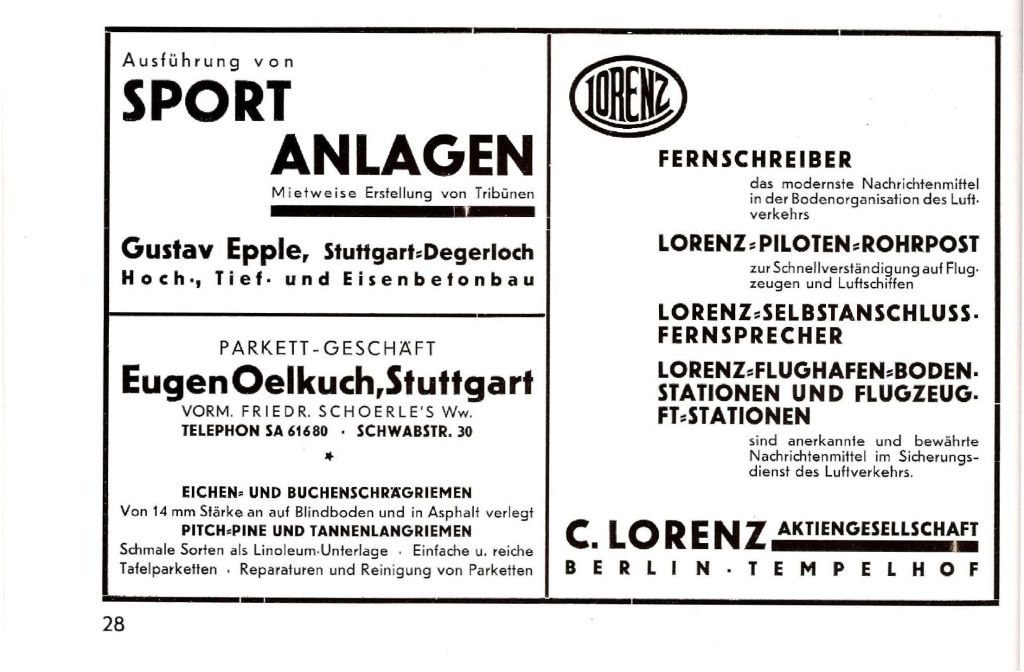 Ausführung von
SPORT
ANLAGEN
Mietweise Erstellung von Tribünen
Gustav Epple, Stuttgart=Degerloch
Hoch-, Tief- und Eisenbetonbau
PARKETT-GESCHÄFT
Eugen Oelkuch, Stuttgart
VORM. FRIEDR. SCHOERLE'S Ww.
TELEPHON SA 61680 · SCHWABSTR. 30
EICHEN= UND BUCHENSCHRÄGRIEMEN
Von 14 mm Stärke an auf Blindboden und in Asphalt verlegt
PITCH=PINE UND TANNENLANGRIEMEN
Schmale Sorten als Linoleum-Unterlage · Einfache u. reiche
Tafelparketten · Reparaturen und Reinigung von Parketten
LORENZ
FERNSCHREIBER
das modernste Nachrichtenmittel
in der Bodenorganisation des Luft-
verkehrs
LORENZ=PILOTEN=ROHRPOST
zur Schnellverständigung auf Flug-
zeugen und Luftschiffen
LORENZ=SELBSTANSCHLUSS-
FERNSPRECHER
LORENZ=FLUGHAFEN=BODEN-
STATIONEN UND FLUGZEUG-
FT=STATIONEN
sind anerkannte und bewährte
Nachrichtenmittel im Sicherungs-
dienst des Luftverkehrs.
C. LORENZ AKTIENGESELLSCHAFT
BERLIN-TEMPELHOF
28